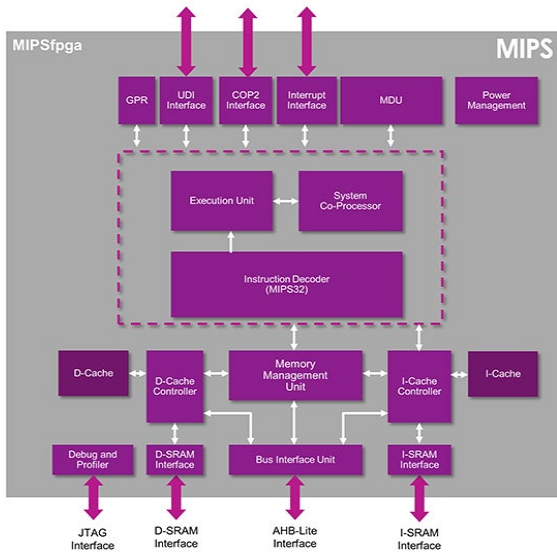 MIPSfpga
MIPS
GPR
UDI
Interface
COP2
Interface
Interrupt
Interface
MDU
Power
Management
Execution Unit
System
Co-Processor
Instruction Decoder
(MIPS32)
D-Cache
D-Cache
Controller
Memory
Management
Unit
I-Cache
Controller
I-Cache
Debug and
Profiler
D-SRAM
Interface
Bus Interface Unit
I-SRAM
Interface
JTAG
Interface
D-SRAM
Interface
AHB-Lite
Interface
I-SRAM
Interface